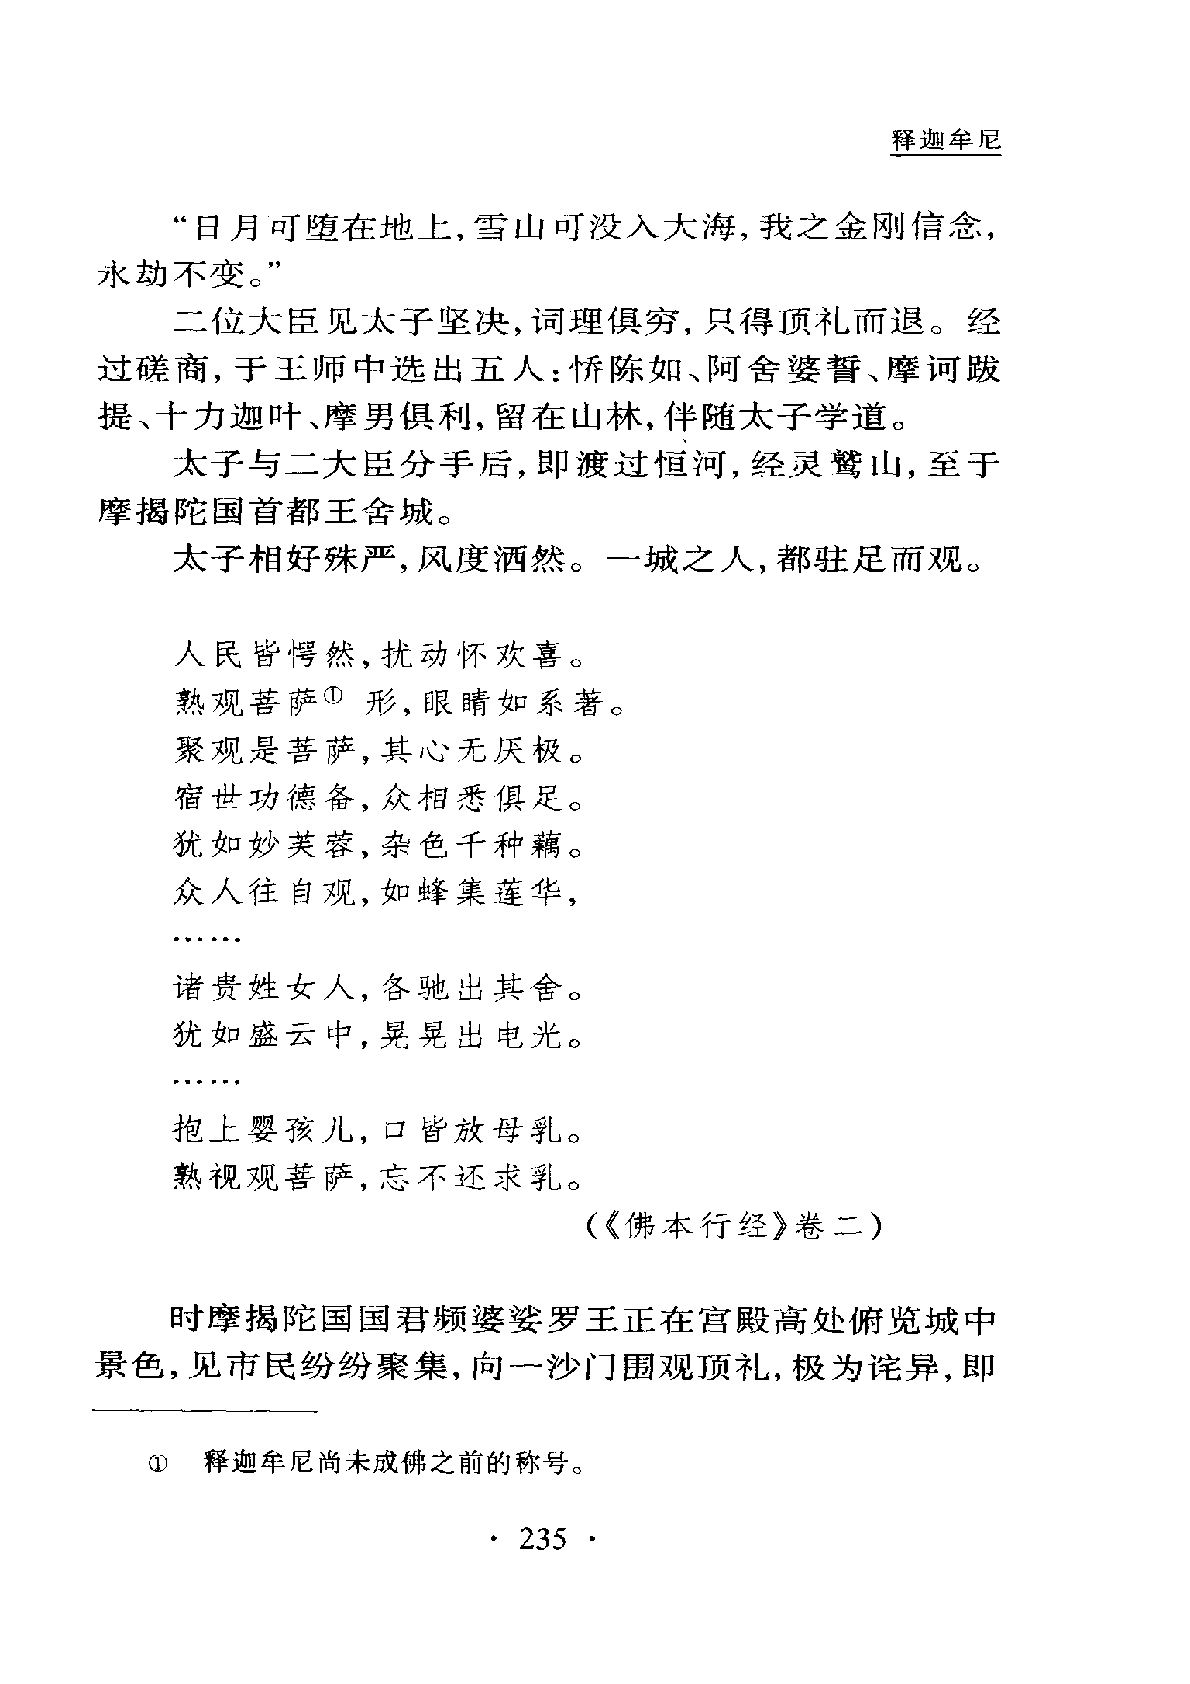 释迦牟尼
“日月可堕在地上，雪山可没入大海，我之金刚信念，
永劫不变。”
二位大臣见太子坚决，词理俱穷，只得顶礼而退。经
过磋商，于王师中选出五人：㤭陈如、阿舍婆誓、摩诃跋
提、十力迦叶、摩男俱利，留在山林，伴随太子学道。
太子与二大臣分手后，即渡过恒河，经灵鹫山，至于
摩揭陀国首都王舍城。
太子相好殊严，风度洒然。一城之人，都驻足而观。
人民皆愕然，扰动怀欢喜。
熟观菩萨① 形，眼睛如系著。
聚观是菩萨，其心无厌极。
宿世功德备，众相悉俱足。
犹如妙芙蓉，杂色千种藕。
众人往自观，如蜂集莲华，
……
诸贵姓女人，各驰出其舍。
犹如盛云中，晃晃出电光。
……
抱上婴孩儿，口皆放母乳。
熟视观菩萨，忘不还求乳。
（《佛本行经》卷二）
时摩揭陀国国君频婆娑罗王正在宫殿高处俯览城中
景色，见市民纷纷聚集，向一沙门围观顶礼，极为诧异，即
① 释迦牟尼尚未成佛之前的称号。
· 235 ·